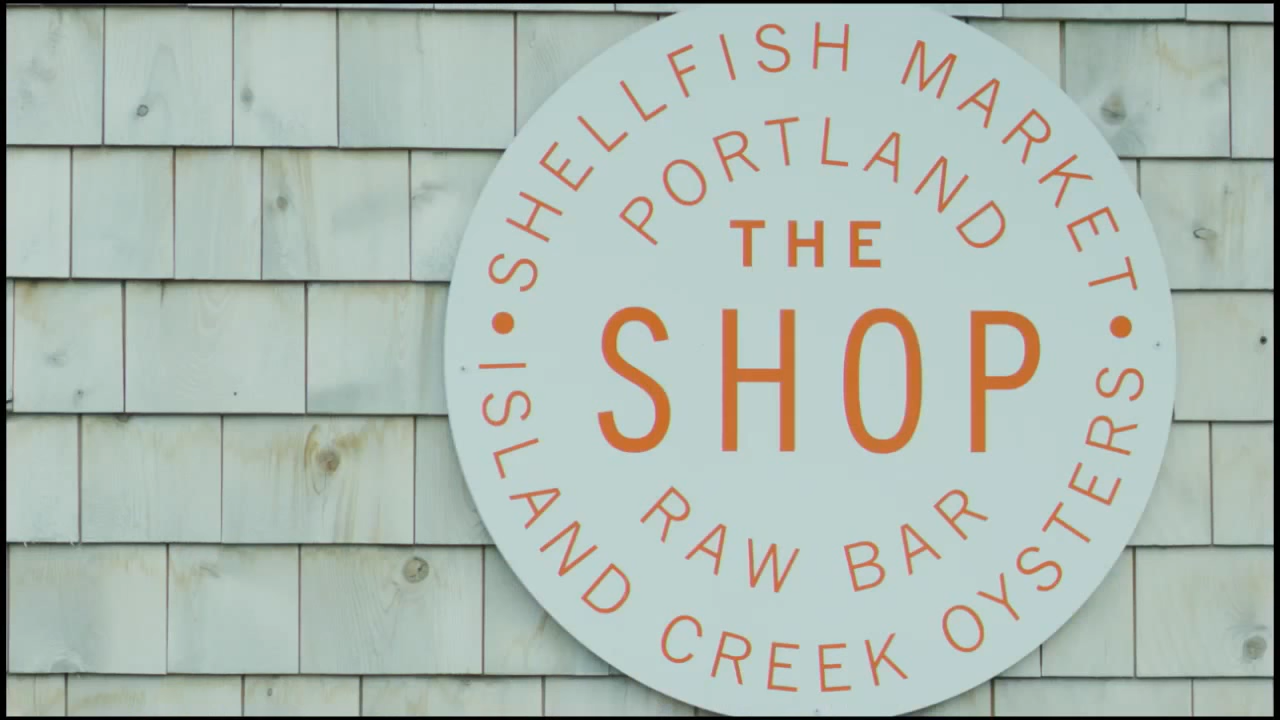 SHELLFISH MARKET
PORTLAND
THE
SHOP
RAW BAR
ISLAND CREEK OYSTERS